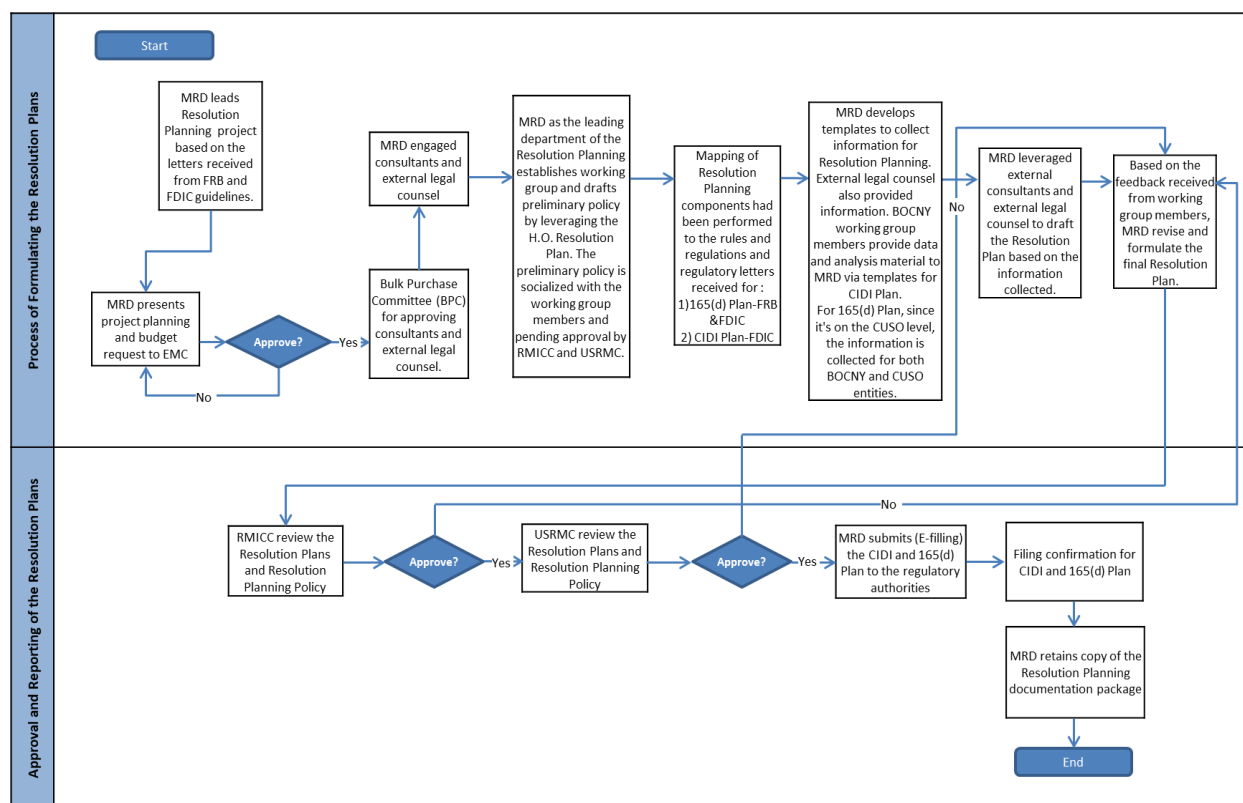 Process of Formulating the Resolution Plans
Start
MRD leads
Resolution
Planning project
based on the
letters received
from FRB and
FDIC guidelines.
MRD presents
project planning
and budget
request to EMC
Approve?
Yes
No
MRD engaged
consultants and
external legal
counsel
Bulk Purchase
Committee (BPC)
for approving
consultants and
external legal
counsel.
MRD as the leading
department of the
Resolution Planning
establishes working
group and drafts
preliminary policy
by leveraging the
H.O. Resolution
Plan. The
preliminary policy is
socialized with the
working group
members and
pending approval by
RMICC and USRMC.
Mapping of
Resolution Planning
components had
been performed to
the rules and
regulations and
regulatory letters
received for :
1)165(d) Plan-FRB
&FDIC
2) CIDI Plan-FDIC
MRD develops
templates to collect
information for
Resolution Planning.
External legal counsel
also provided
information. BOCNY
working group
members provide data
and analysis material to
MRD via templates for
CIDI Plan.
For 165(d) Plan, since
it's on the CUSO level,
the information is
collected for both
BOCNY and CUSO
entities.
No
MRD leveraged
external
consultants and
external legal
counsel to draft
the Resolution
Plan based on the
information
collected.
Based on the
feedback received
from working
group members,
MRD revise and
formulate the
final Resolution
Plan.
Approval and Reporting of the Resolution Plans
RMICC review the
Resolution Plans
and Resolution
Planning Policy
Approve?
Yes
No
USRMC review the
Resolution Plans and
Resolution Planning
Policy
Approve?
Yes
MRD submits (E-filling)
the CIDI and 165(d)
Plan to the regulatory
authorities
Filing confirmation for
CIDI and 165(d) Plan
MRD retains copy of the
Resolution Planning
documentation package
End